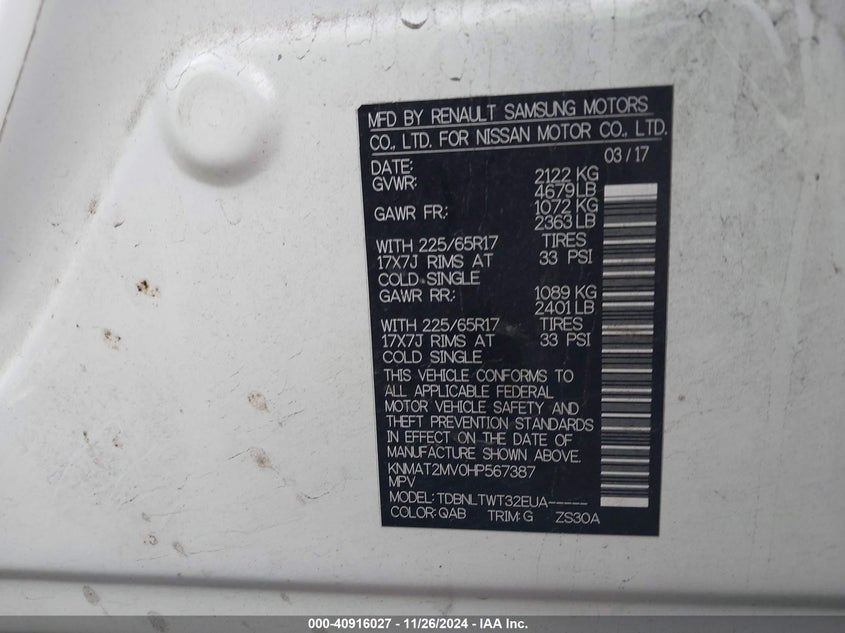 MFD BY RENAULT SAMSUNG MOTORS
CO., LTD. FOR NISSAN MOTOR CO., LTD.
DATE: 03/17
GVWR: 2122 KG
4679LB
GAWR FR: 1072 KG
2363LB
WITH 225/65R17 TIRES
17X7J RIMS AT 33 PSI
COLD SINGLE
GAWR RR: 1089 KG
2401LB
WITH 225/65R17 TIRES
17X7J RIMS AT 33 PSI
COLD SINGLE
THIS VEHICLE CONFORMS TO
ALL APPLICABLE FEDERAL
MOTOR VEHICLE SAFETY AND
THEFT PREVENTION STANDARDS
IN EFFECT ON THE DATE OF
MANUFACTURE SHOWN ABOVE.
KNMAT2MV0HP567387
MPV
MODEL: TDBNLTWT32EUA-----
COLOR: QAB TRIM: G ZS30A
000-40916027 - 11/26/2024 - © IAA Inc.